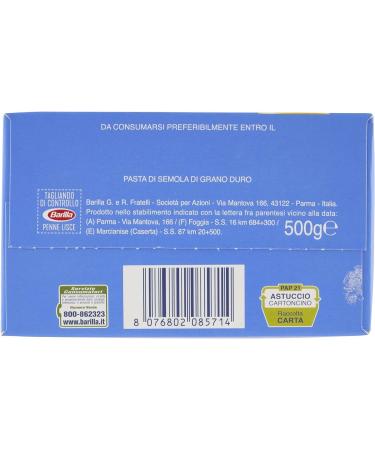 DA CONSUMARSI PREFERIBILMENTE ENTRO IL
PASTA DI SEMOLA DI GRANO DURO
TAGLIANDO
DI CONTROLLO
Barilla
PENNE LISCE
Barilla G. e R. Fratelli - Società per Azioni - Via Mantova, 166, 43122 - Parma - Italia.
Prodotto nello stabilimento indicato con la lettera fra parentesi vicino alla data:
(A) Parma - Via Mantova, 166 / (F) Foggia - S.S. 16 km 684+300 /
(E) Marcianise (Caserta) - S.S. 87 km 20+500.
500g e
Servizio
Consumatori
Numero Verde
800-862323
www.barilla.it
8 076802 085714
PAP 21
ASTUCCIO
CARTONCINO
Raccolta
CARTA